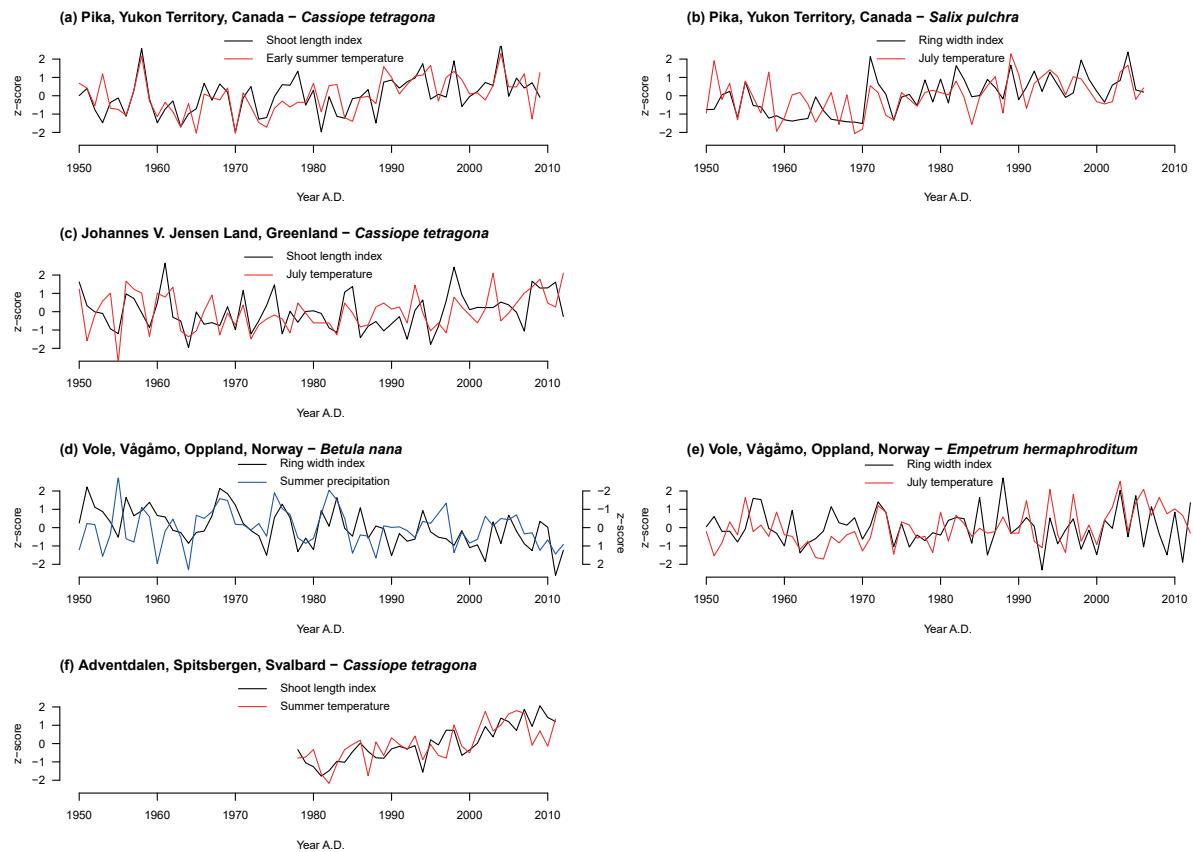 (a) Pika, Yukon Territory, Canada − Cassiope tetragona
Shoot length index
Early summer temperature
z−score
2
1
0
−1
−2
1950 1960 1970 1980 1990 2000 2010
Year A.D.
(b) Pika, Yukon Territory, Canada − Salix pulchra
Ring width index
July temperature
z−score
2
1
0
−1
−2
1950 1960 1970 1980 1990 2000 2010
Year A.D.
(c) Johannes V. Jensen Land, Greenland − Cassiope tetragona
Shoot length index
July temperature
z−score
2
1
0
−1
−2
1950 1960 1970 1980 1990 2000 2010
Year A.D.
(d) Vole, Vågåmo, Oppland, Norway − Betula nana
Ring width index
Summer precipitation
z−score
2
1
0
−1
−2
−2
−1
0
1
2
z−score
1950 1960 1970 1980 1990 2000 2010
Year A.D.
(e) Vole, Vågåmo, Oppland, Norway − Empetrum hermaphroditum
Ring width index
July temperature
z−score
2
1
0
−1
−2
1950 1960 1970 1980 1990 2000 2010
Year A.D.
(f) Adventdalen, Spitsbergen, Svalbard − Cassiope tetragona
Shoot length index
Summer temperature
z−score
2
1
0
−1
−2
1950 1960 1970 1980 1990 2000 2010
Year A.D.